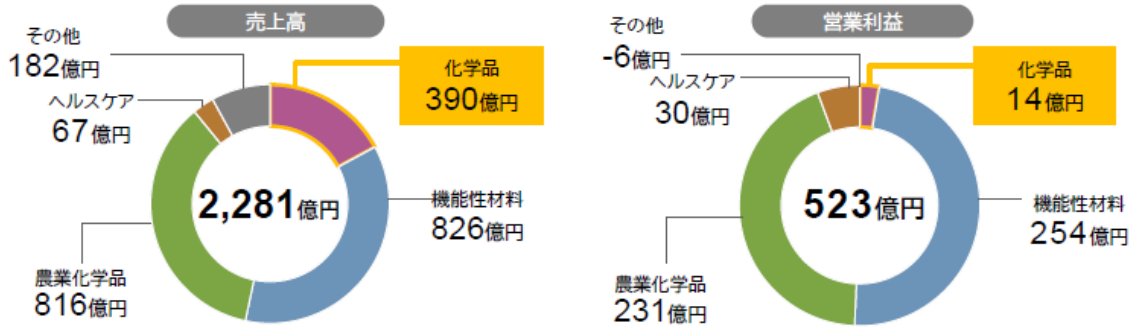 売上高
その他
182億円
ヘルスケア
67億円
化学品
390億円
2,281億円
機能性材料
826億円
農業化学品
816億円
営業利益
その他
-6億円
ヘルスケア
30億円
化学品
14億円
523億円
機能性材料
254億円
農業化学品
231億円